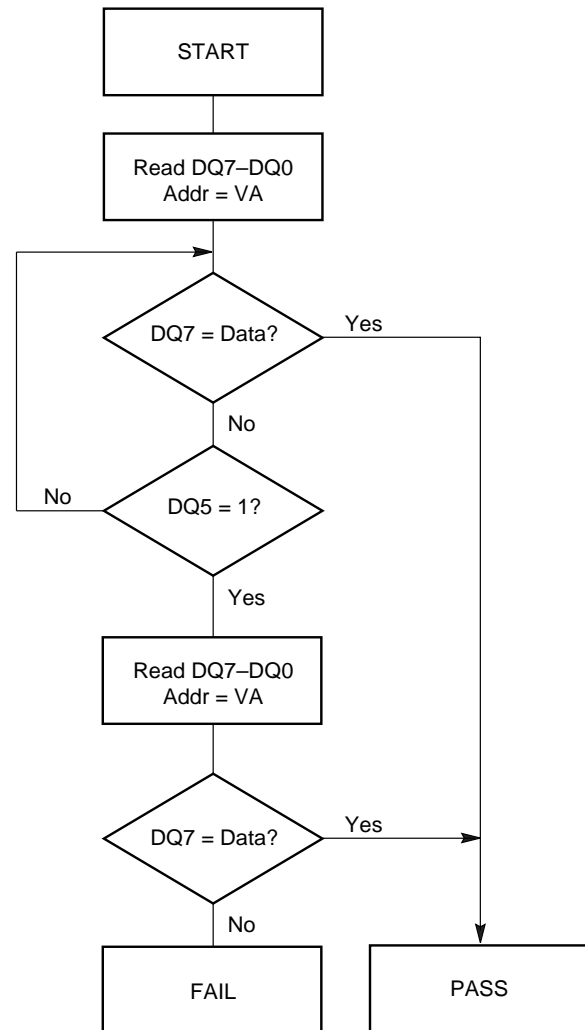 START
Read DQ7–DQ0
Addr = VA
DQ7 = Data?
Yes
No
No
DQ5 = 1?
Yes
Read DQ7–DQ0
Addr = VA
DQ7 = Data?
Yes
No
FAIL
PASS